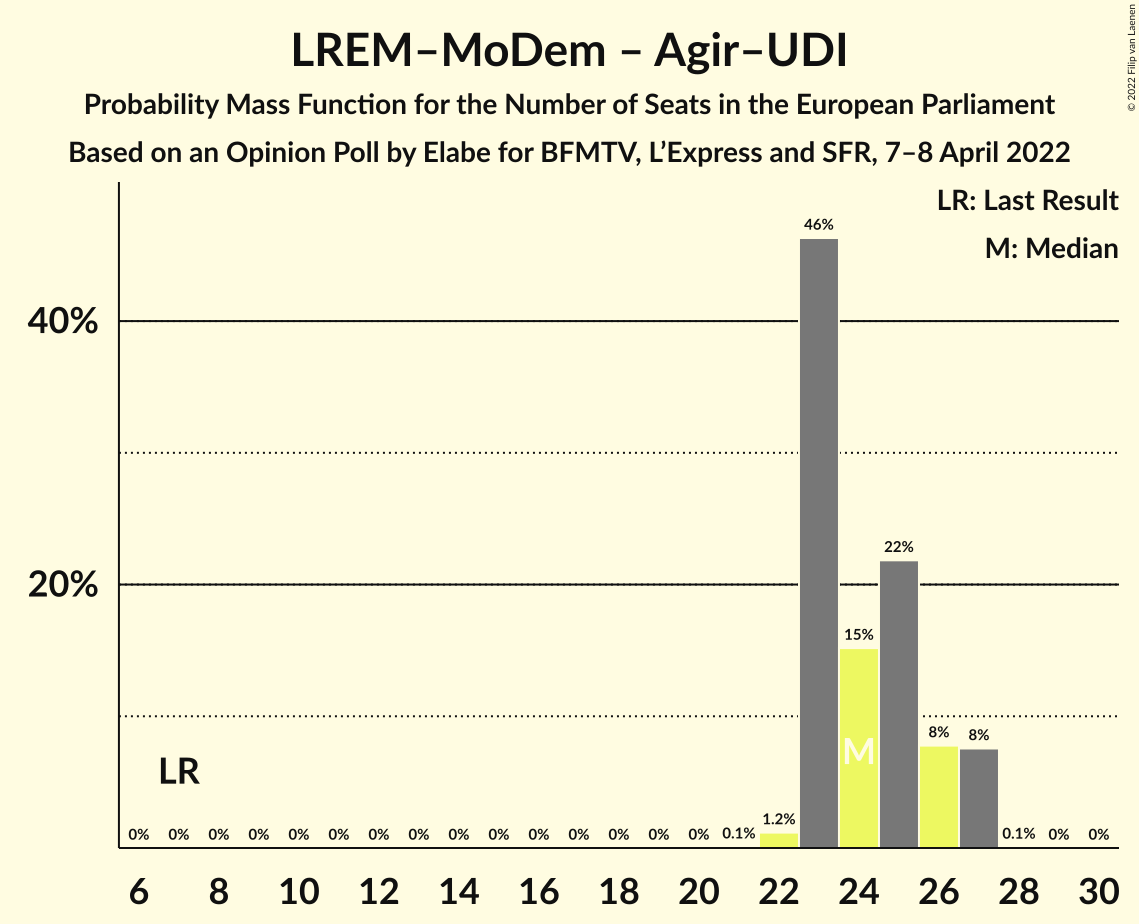 LREM–MoDem – Agir–UDI
Probability Mass Function for the Number of Seats in the European Parliament
Based on an Opinion Poll by Elabe for BFMTV, L’Express and SFR, 7–8 April 2022
© 2022 Filip van Laenen
LR: Last Result
M: Median
46%
40%
22%
20%
15%
8% 8%
M
LR
1.2%
0% 0% 0% 0% 0% 0% 0% 0% 0% 0% 0% 0% 0% 0% 0% 0.1% 0.1% 0% 0%
6 8 10 12 14 16 18 20 22 24 26 28 30